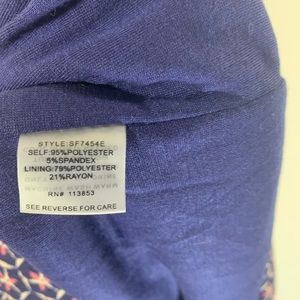 STYLE:SF7454E
SELF:95%POLYESTER
5%SPANDEX
LINING:79%POLYESTER
21%RAYON
RN# 113853
SEE REVERSE FOR CARE